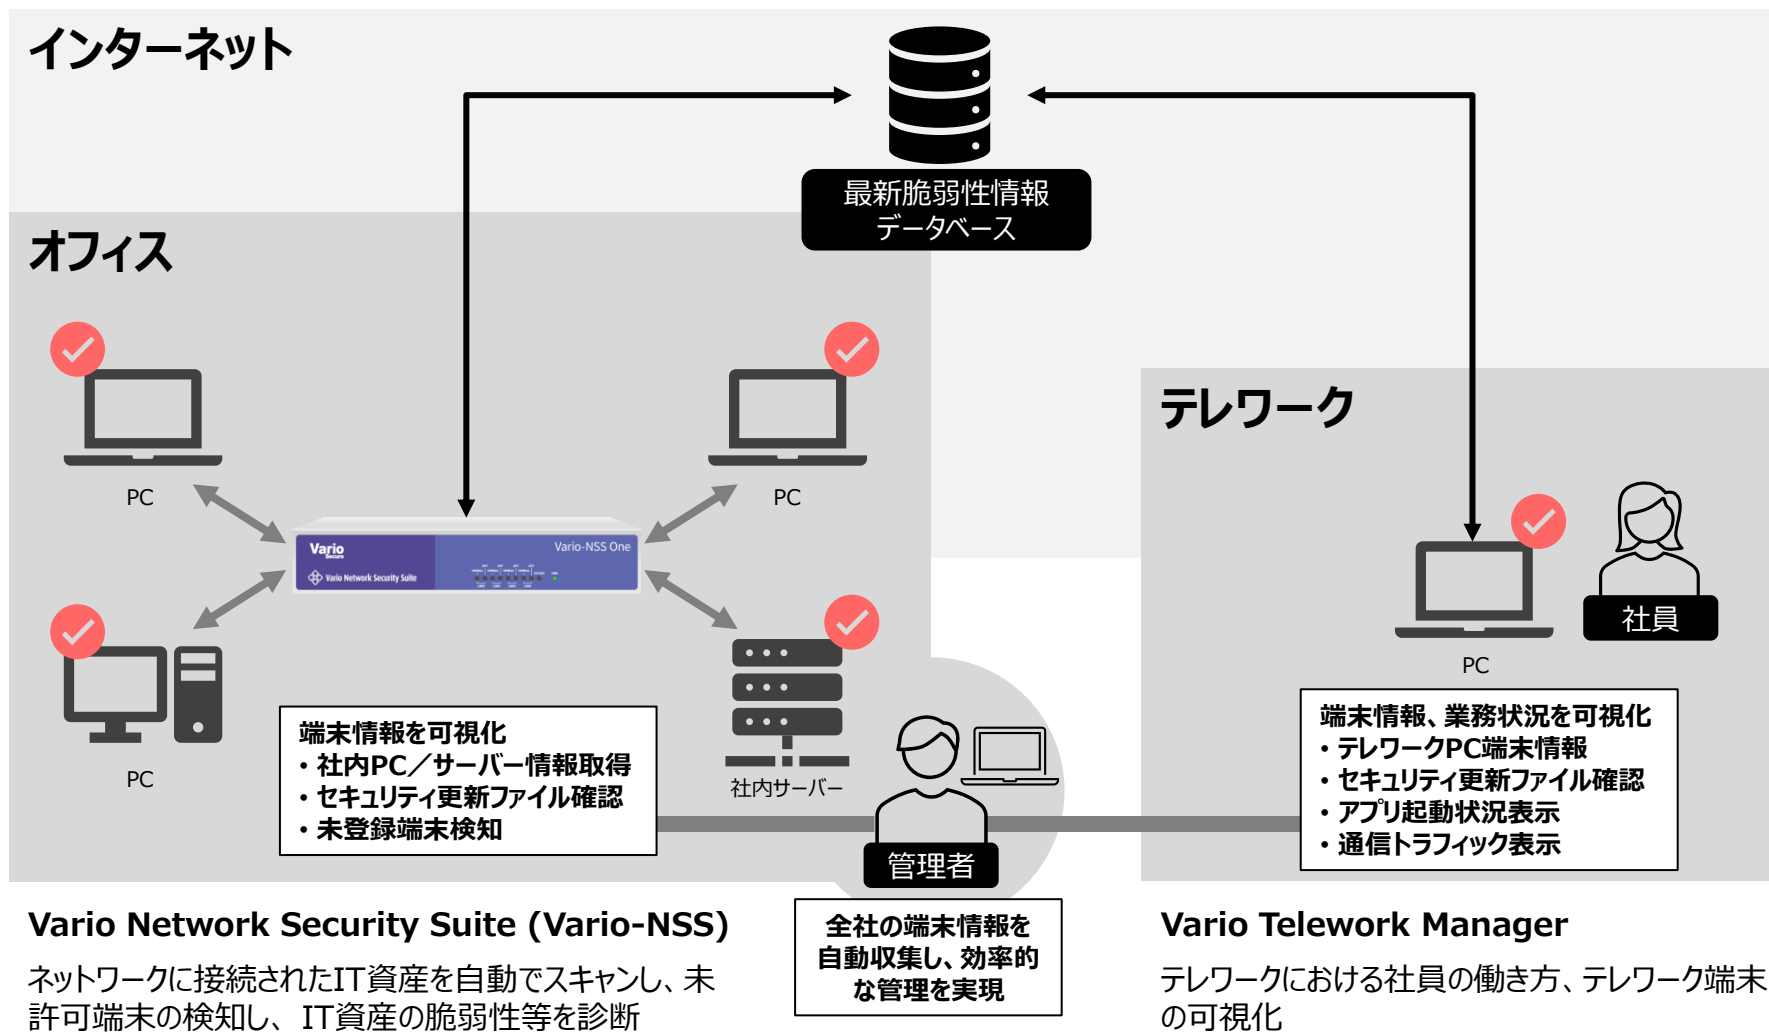 インターネット
最新脆弱性情報
データベース
オフィス
PC
PC
Vario
Secure
Vario-NSS One
Vario Network Security Suite
PC
社内サーバー
端末情報を可視化
・社内PC／サーバー情報取得
・セキュリティ更新ファイル確認
・未登録端末検知
テレワーク
PC
社員
端末情報、業務状況を可視化
・テレワークPC端末情報
・セキュリティ更新ファイル確認
・アプリ起動状況表示
・通信トラフィック表示
管理者
全社の端末情報を
自動収集し、効率的
な管理を実現
Vario Network Security Suite (Vario-NSS)
ネットワークに接続されたIT資産を自動でスキャンし、未
許可端末の検知し、IT資産の脆弱性等を診断
Vario Telework Manager
テレワークにおける社員の働き方、テレワーク端末
の可視化